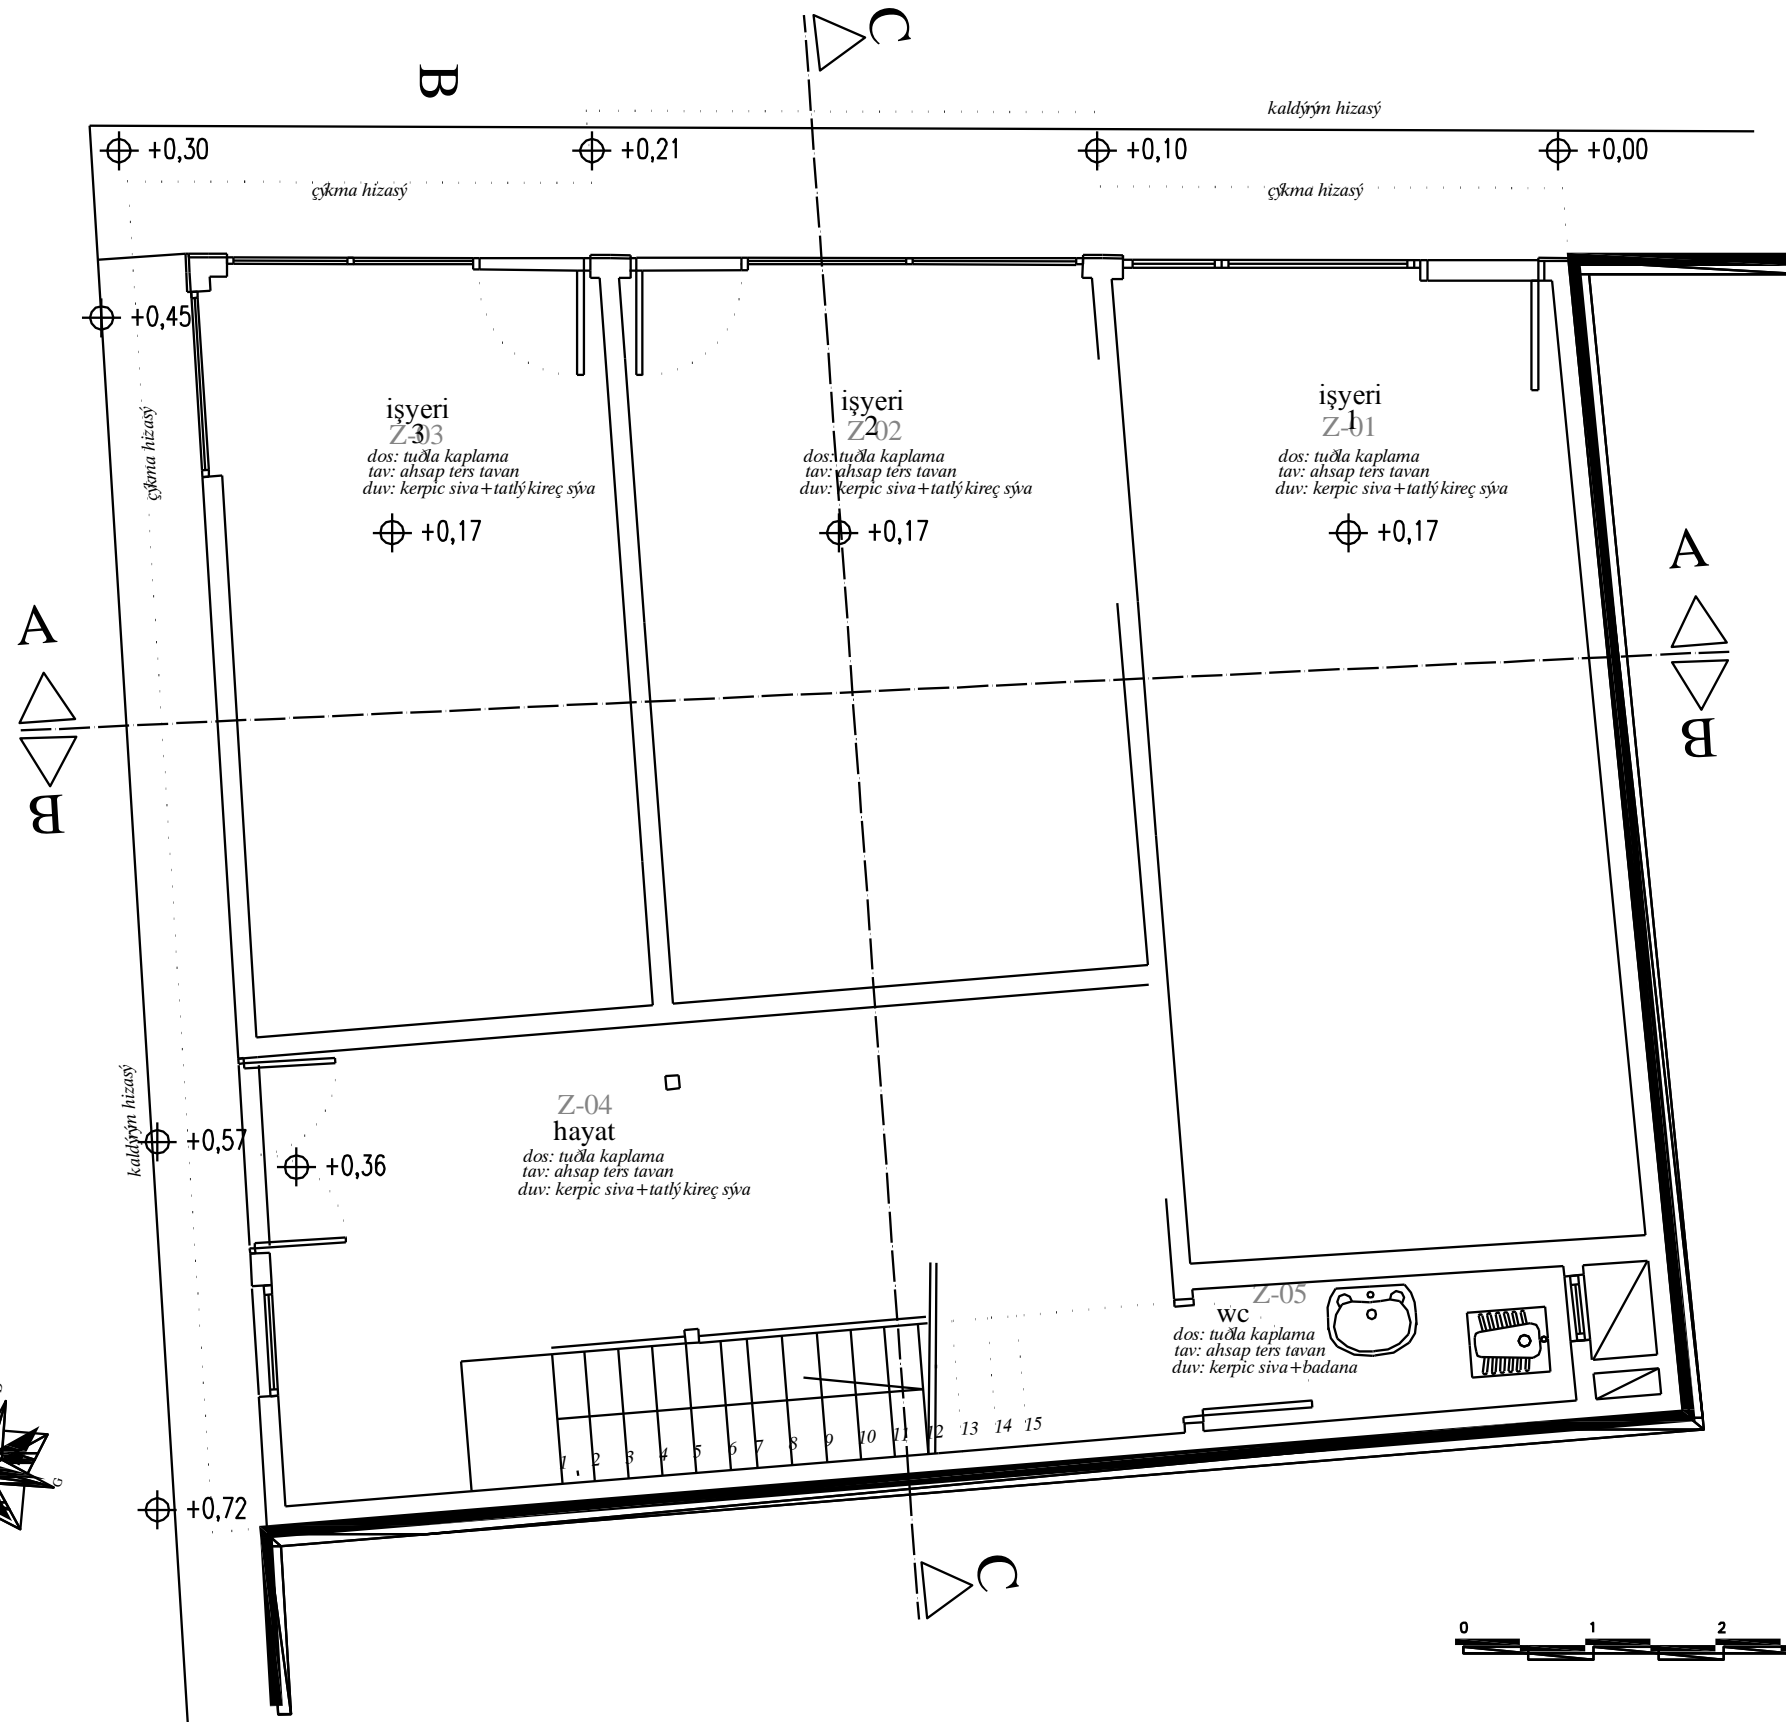 C
B
kaldýrým hizasý
+0,30
+0,21
+0,10
+0,00
çýkma hizasý
çýkma hizasý
+0,45
çýkma hizasý
işyeri
3
Z-03
dos: tuðla kaplama
tav: ahsap ters tavan
duv: kerpic siva+tatlý kireç sýva
+0,17
işyeri
2
Z-02
dos: tuðla kaplama
tav: ahsap ters tavan
duv: kerpic siva+tatlý kireç sýva
+0,17
işyeri
1
Z-01
dos: tuðla kaplama
tav: ahsap ters tavan
duv: kerpic siva+tatlý kireç sýva
+0,17
A
A
B
B
kaldýrým hizasý
+0,57
+0,36
Z-04
hayat
dos: tuðla kaplama
tav: ahsap ters tavan
duv: kerpic siva+tatlý kireç sýva
Z-05
wc
dos: tuðla kaplama
tav: ahsap ters tavan
duv: kerpic siva+badana
1 2 3 4 5 6 7 8 9 10 11 12 13 14 15
G
+0,72
C
0 1 2